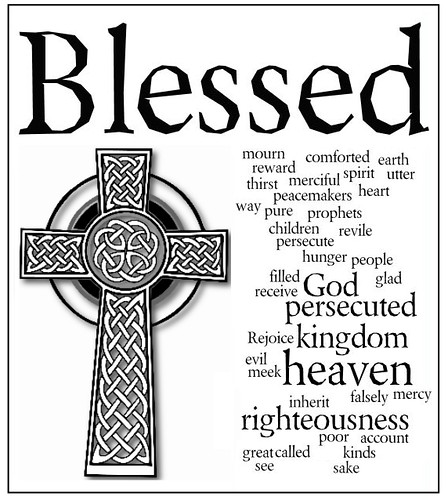 Blessed
mourn comforted earth
reward merciful spirit utter
thirst peacemakers heart
way pure prophets
children revile
persecute
hunger people
filled God glad
receive persecuted
Rejoice kingdom
evil heaven
meek
inherit falsely mercy
righteousness
poor account
great called kinds
see sake